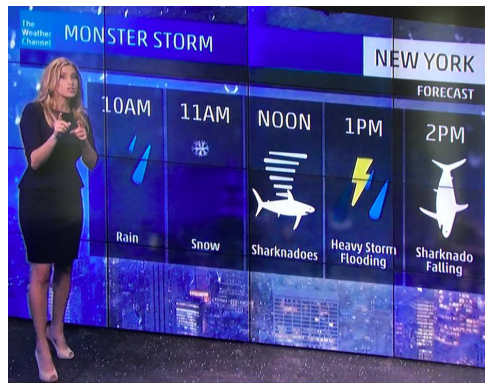 The
Weather
Channel
MONSTER STORM
NEW YORK
FORECAST
10AM
Rain
11AM
Snow
NOON
Sharknadoes
1PM
Heavy Storm
Flooding
2PM
Sharknado
Falling